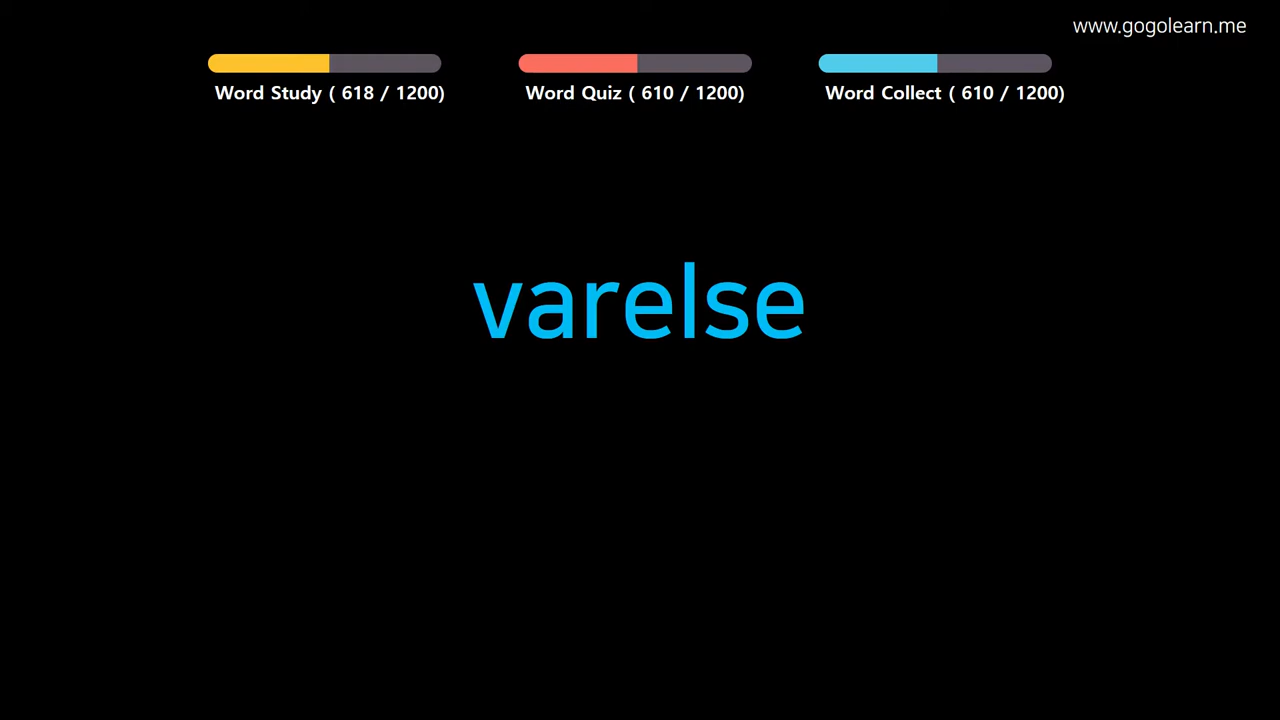 www.gogolearn.me
Word Study ( 618 / 1200)
Word Quiz ( 610 / 1200)
Word Collect ( 610 / 1200)
varelse